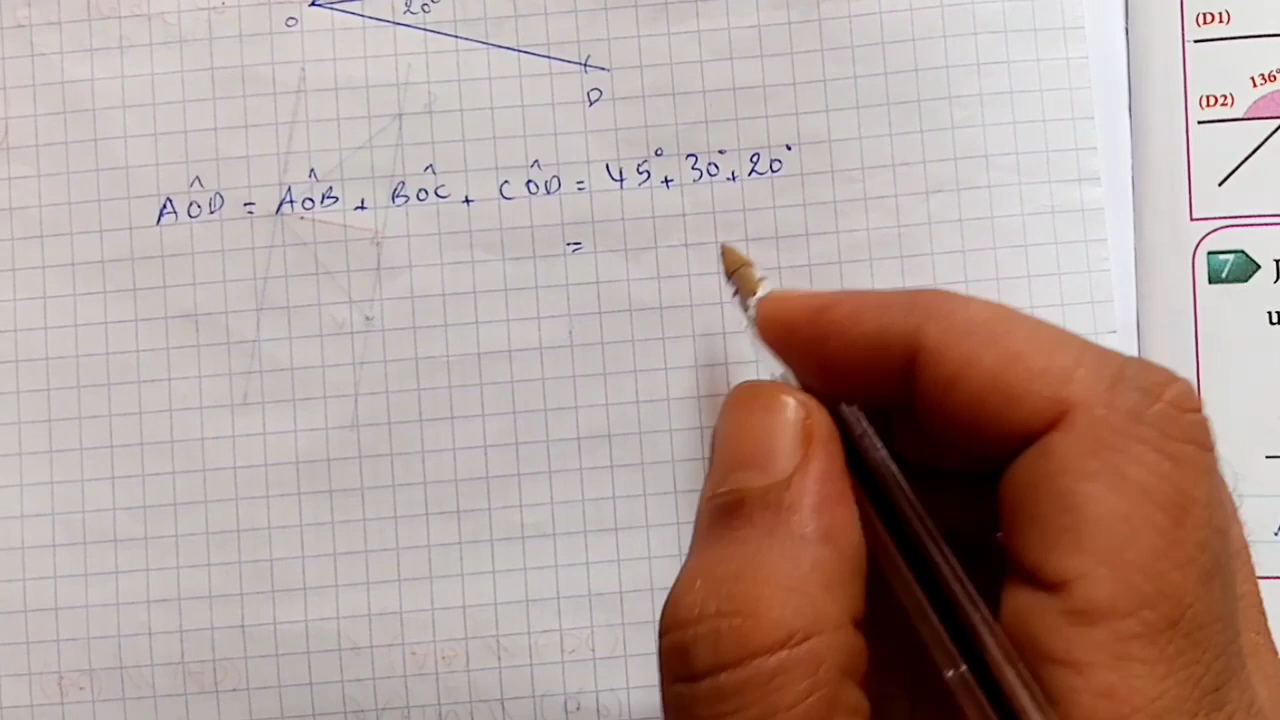 O 20°
D
AÔD = AÔB + BÔC + CÔD = 45° + 30° + 20°
=
(D1)
136°
(D2)
7